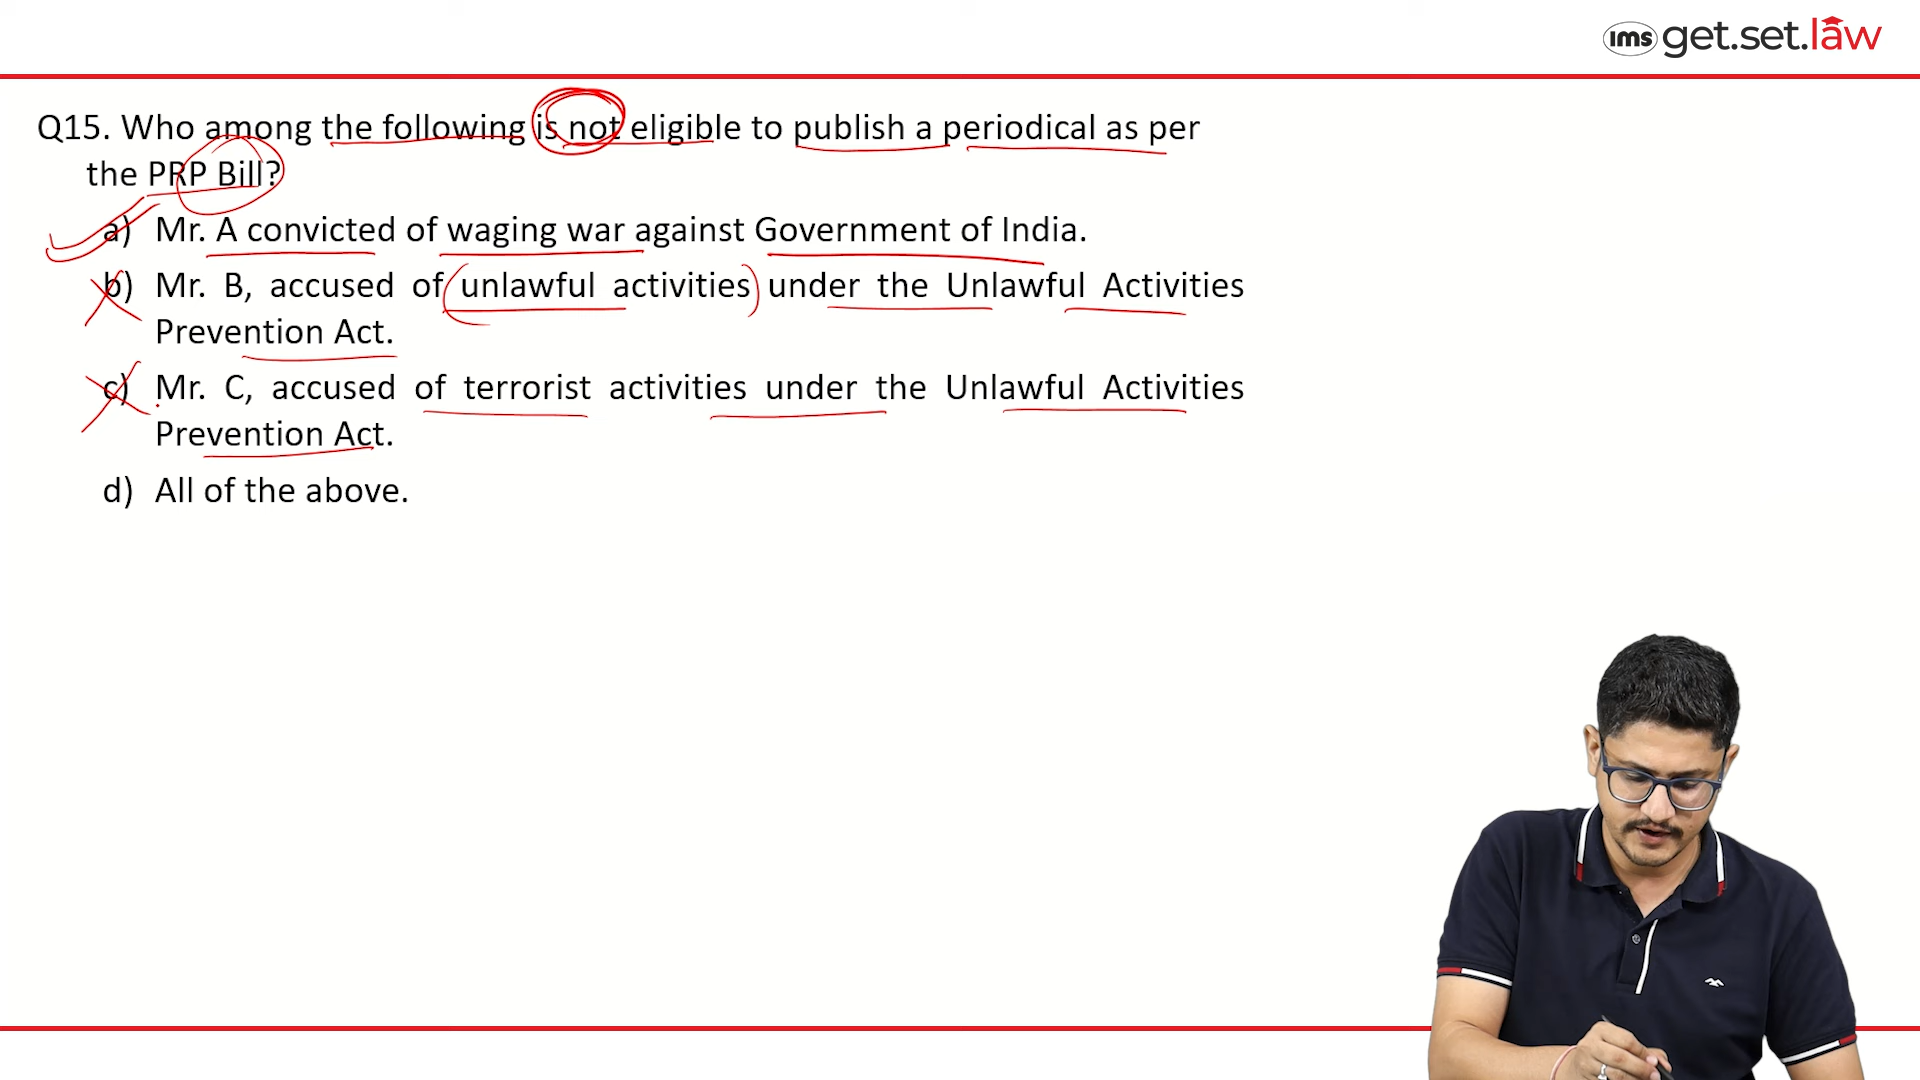 ims get.set.law
Q15. Who among the following is not eligible to publish a periodical as per
the PRP Bill?
a) Mr. A convicted of waging war against Government of India.
b) Mr. B, accused of unlawful activities under the Unlawful Activities
Prevention Act.
c) Mr. C, accused of terrorist activities under the Unlawful Activities
Prevention Act.
d) All of the above.